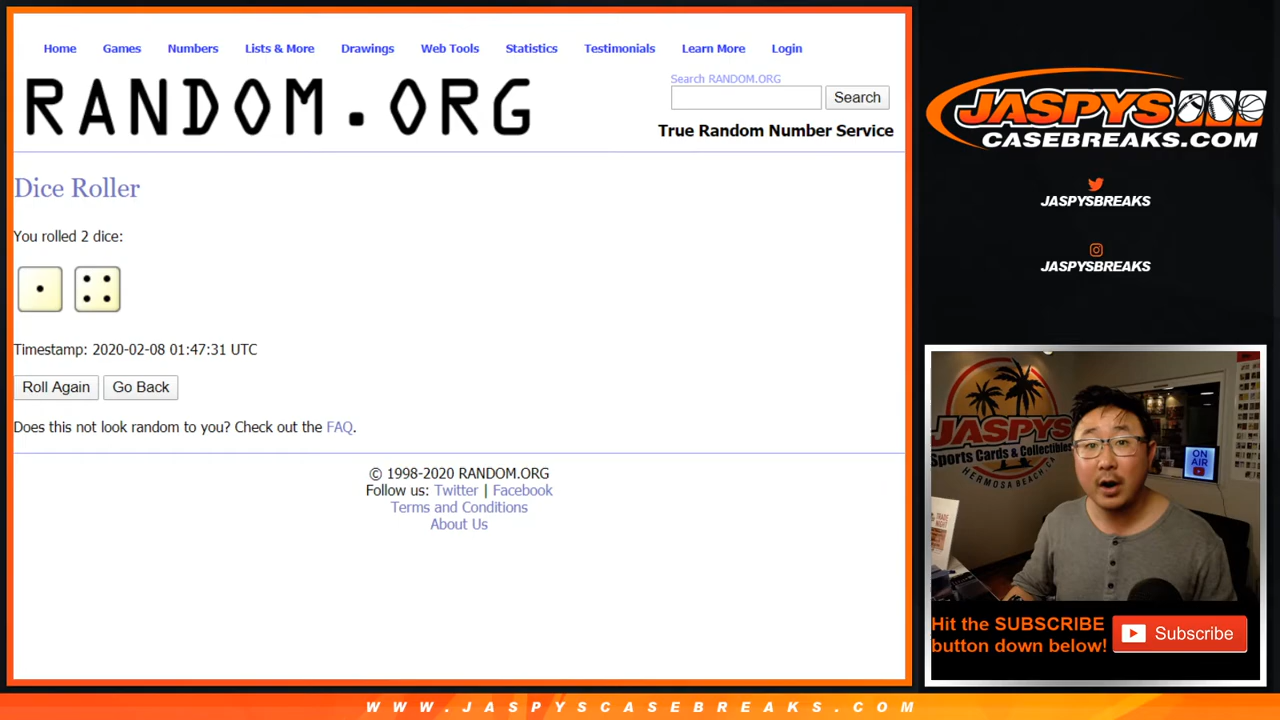 Home Games Numbers Lists & More Drawings Web Tools Statistics Testimonials Learn More Login
RANDOM.ORG
Search RANDOM.ORG
Search
True Random Number Service
Dice Roller
You rolled 2 dice:
Timestamp: 2020-02-08 01:47:31 UTC
Roll Again Go Back
Does this not look random to you? Check out the FAQ.
© 1998-2020 RANDOM.ORG
Follow us: Twitter | Facebook
Terms and Conditions
About Us
JASPYS
CASEBREAKS.COM
JASPYSBREAKS
JASPYSBREAKS
JASPYS
Sports Cards & Collectibles
HERMOSA BEACH, CA
ON
AIR
TRADE
NIGHT
Hit the SUBSCRIBE
button down below!
Subscribe
WWW.JASPYSCASEBREAKS.COM